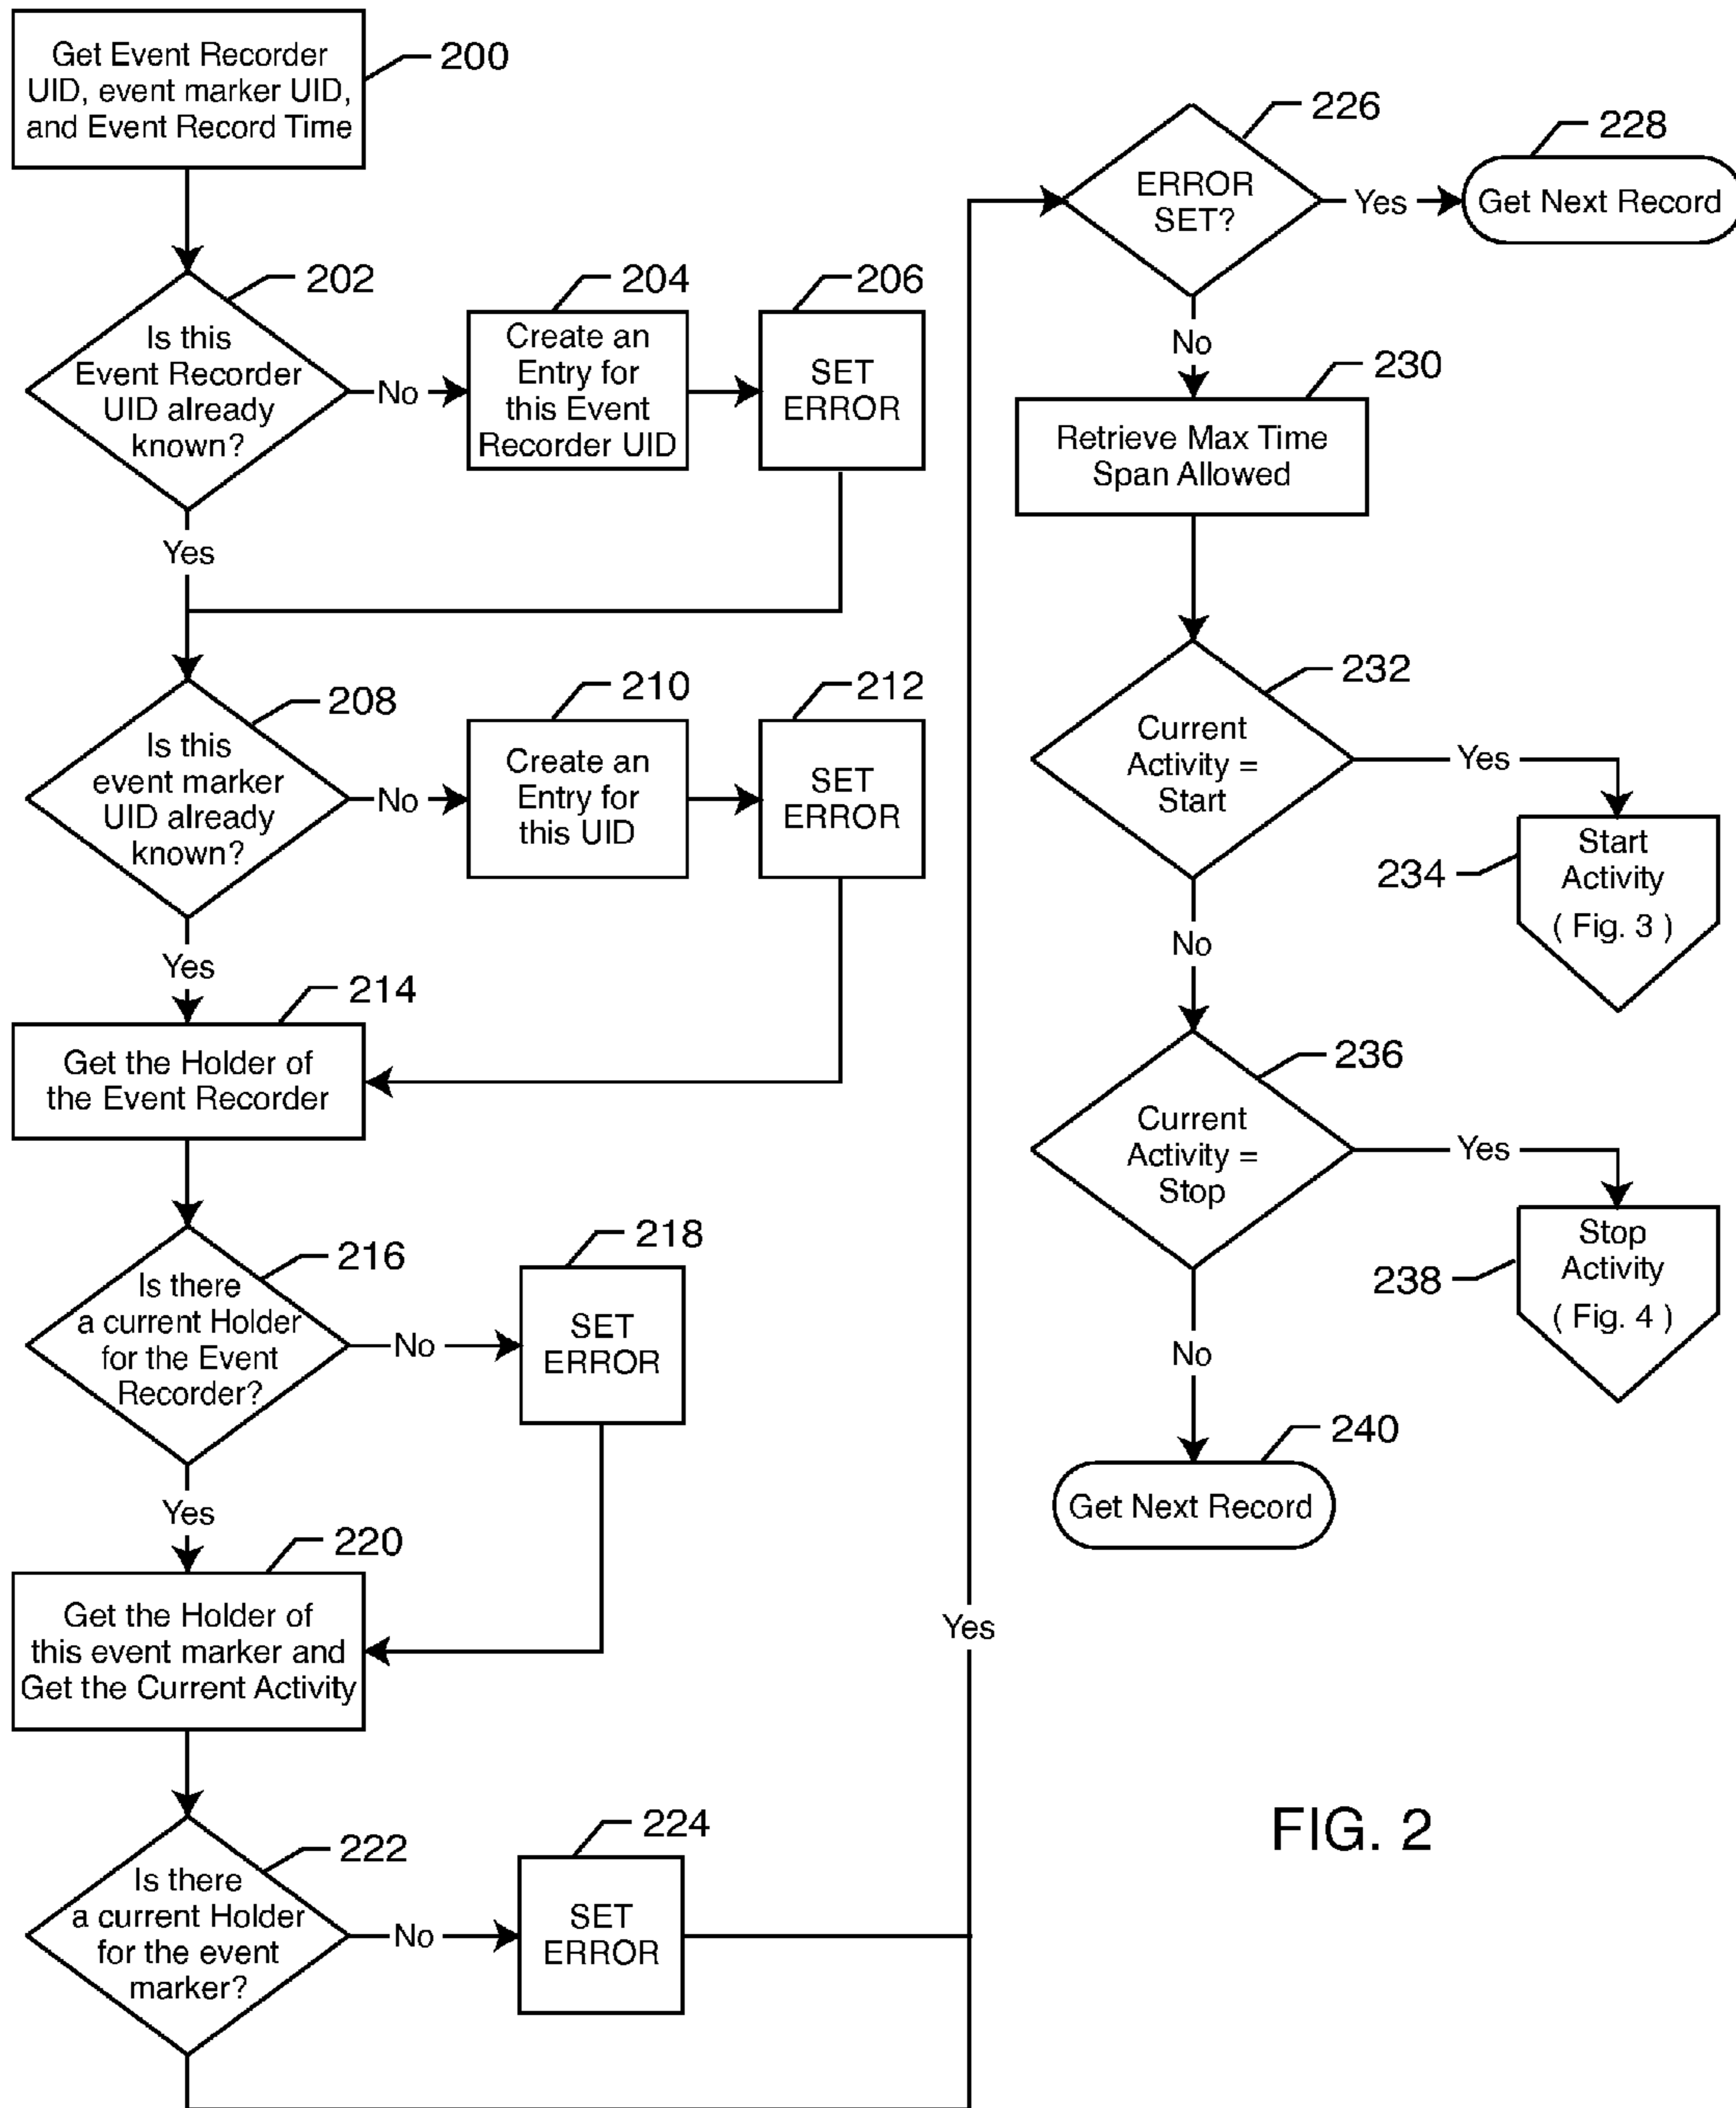 Get Event Recorder
UID, event marker UID,
and Event Record Time
200
Is this
Event Recorder
UID already
known?
202
No
Create an
Entry for
this Event
Recorder UID
204
SET
ERROR
206
Yes
Is this
event marker
UID already
known?
208
No
Create an
Entry for
this UID
210
SET
ERROR
212
Yes
Get the Holder of
the Event Recorder
214
Is there
a current Holder
for the Event
Recorder?
216
No
SET
ERROR
218
Yes
Get the Holder of
this event marker and
Get the Current Activity
220
Is there
a current Holder
for the event
marker?
222
No
SET
ERROR
224
Yes
ERROR
SET?
226
Yes
Get Next Record
228
No
Retrieve Max Time
Span Allowed
230
Current
Activity =
Start
232
Yes
Start
Activity
( Fig. 3 )
234
No
Current
Activity =
Stop
236
Yes
Stop
Activity
( Fig. 4 )
238
No
Get Next Record
240
FIG. 2